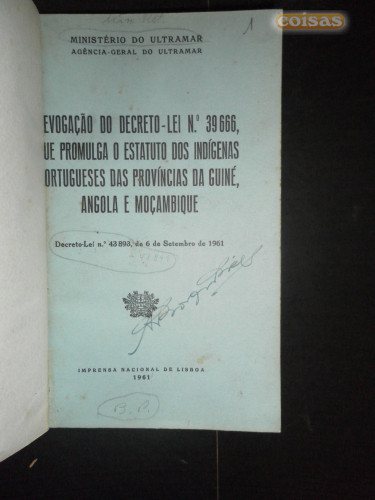 coisas
1
MINISTÉRIO DO ULTRAMAR
AGÊNCIA-GERAL DO ULTRAMAR
EVOGAÇÃO DO DECRETO-LEI N.º 39 666,
UE PROMULGA O ESTATUTO DOS INDÍGENAS
ORTUGUESES DAS PROVÍNCIAS DA GUINÉ,
ANGOLA E MOÇAMBIQUE
Decreto-Lei n.º 43 893, de 6 de Setembro de 1961
IMPRENSA NACIONAL DE LISBOA
1961